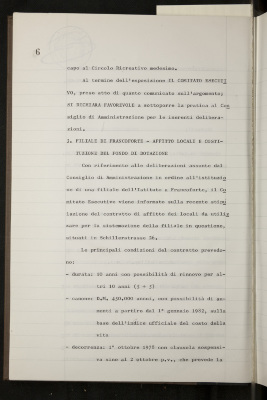 6
capo al Circolo Ricreativo medesimo.
Al termine dell'esposizione IL COMITATO ESECUTI
VO, preso atto di quanto comunicato sull'argomento;
SI DICHIARA FAVOREVOLE a sottoporre la pratica al Con
siglio di Amministrazione per le inerenti delibera-
zioni.
3. FILIALE DI FRANCOFORTE - AFFITTO LOCALI E COSTI-
TUZIONE DEL FONDO DI DOTAZIONE
Con riferimento alle deliberazioni assunte dal
Consiglio di Amministrazione in ordine all'istituzio
ne di una filiale dell'Istituto a Francoforte, il Co
mitato Esecutivo viene informato sulla recente stipu
lazione del contratto di affitto dei locali da utiliz
zare per la sistemazione della filiale in questione,
situati in Schillerstrasse 26.
Le principali condizioni del contratto prevedo-
no:
- durata: 10 anni con possibilità di rinnovo per al-
tri 10 anni (5 + 5)
- canone: D.M. 450.000 annui, con possibilità di au-
menti a partire dal 1° gennaio 1982, sulla
base dell'indice ufficiale del costo della
vita
- decorrenza: 1° ottobre 1978 con clausola sospensi-
va sino al 2 ottobre p.v., che prevede la